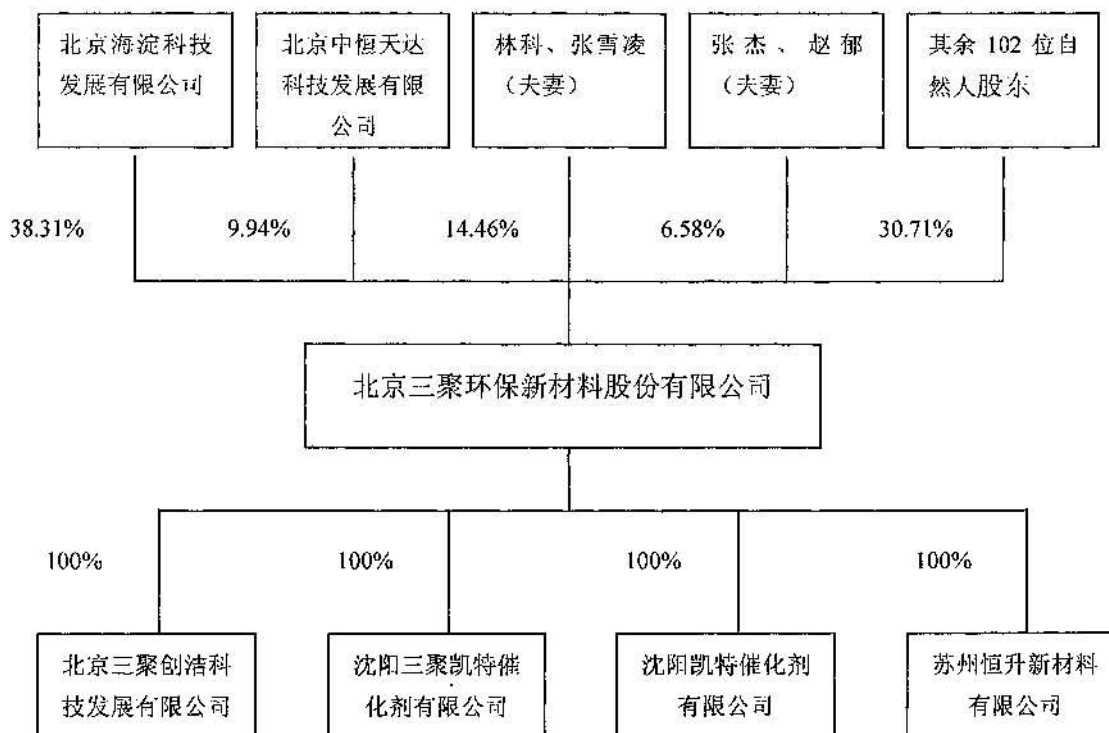 北京海淀科技
发展有限公司
北京中恒天达
科技发展有限
公司
林科、张雪凌
（夫妻）
张杰、赵郁
（夫妻）
其余 102 位自
然人股东
38.31%
9.94%
14.46%
6.58%
30.71%
北京三聚环保新材料股份有限公司
100%
100%
100%
100%
北京三聚创洁科
技发展有限公司
沈阳三聚凯特催
化剂有限公司
沈阳凯特催化剂
有限公司
苏州恒升新材料
有限公司